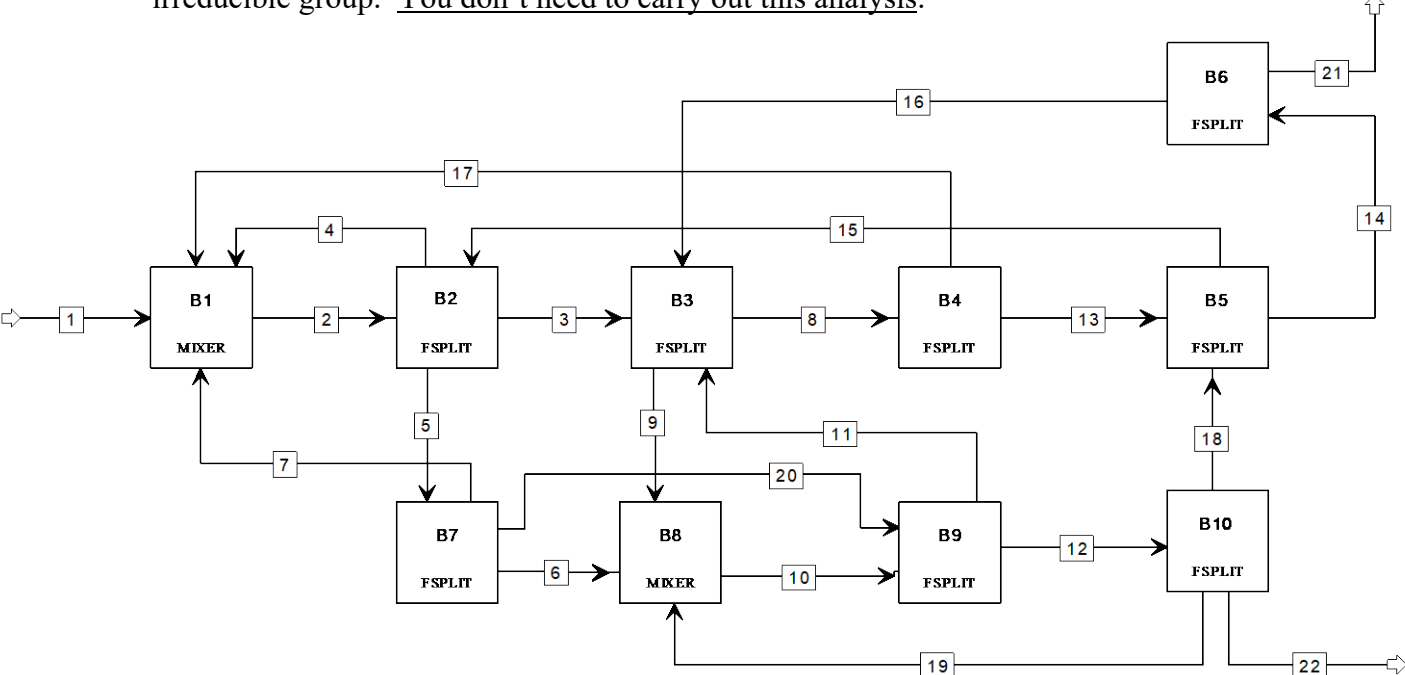 irreducible group. You don't need to carry out this analysis.
B6
21
16
FSPLIT
17
14
4
15
B1
B2
B3
B4
B5
1
2
3
8
13
MIXER
FSPLIT
FSPLIT
FSPLIT
FSPLIT
5
9
11
18
7
20
B10
B7
B8
B9
12
6
10
FSPLIT
FSPLIT
MIXER
FSPLIT
19
22